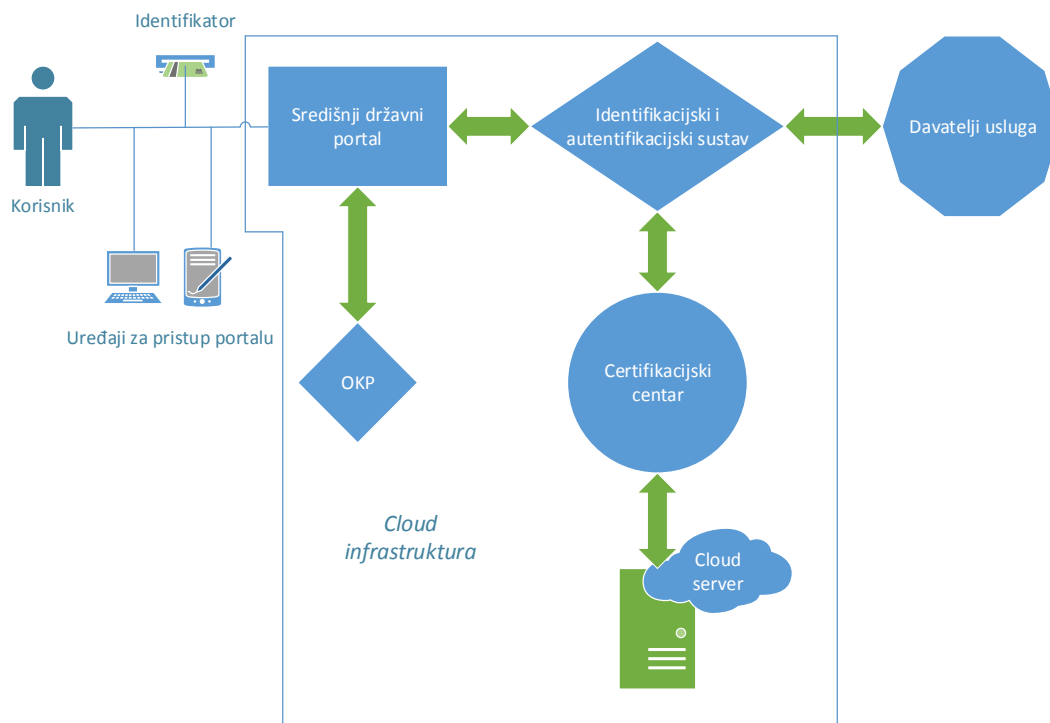 Identifikator
Središnji državni
portal
Identifikacijski i
autentifikacijski sustav
Davatelji usluga
Korisnik
Uređaji za pristup portalu
OKP
Certifikacijski
centar
Cloud
infrastruktura
Cloud
server